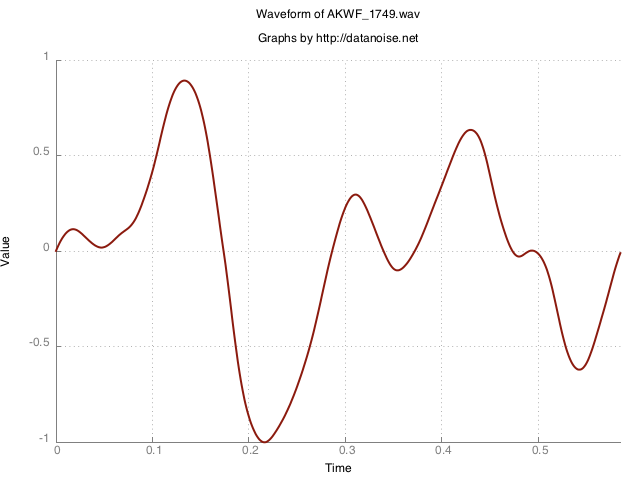 Waveform of AKWF_1749.wav
Graphs by http://datanoise.net
1
0.5
0
-0.5
-1
Value
0 0.1 0.2 0.3 0.4 0.5
Time